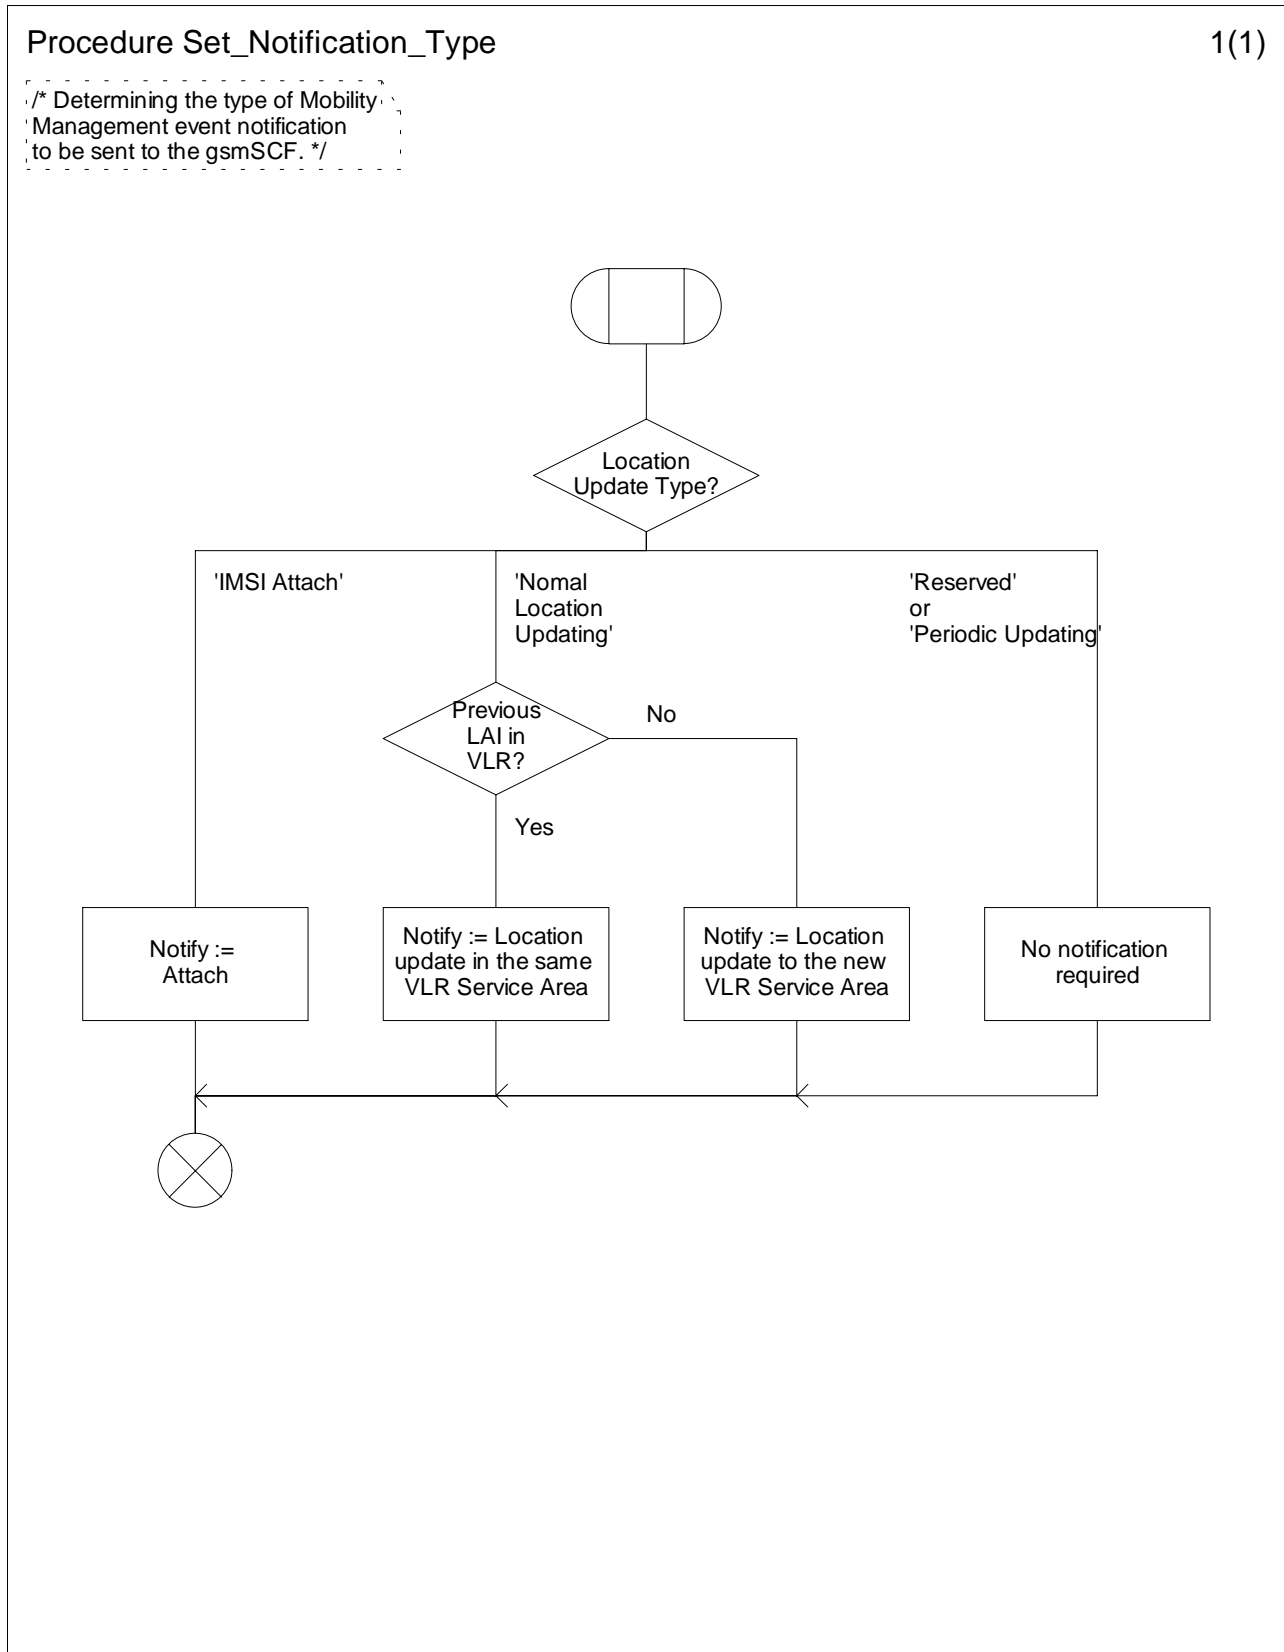 Procedure Set_Notification_Type
1(1)
/* Determining the type of Mobility
Management event notification
to be sent to the gsmSCF. */
Location
Update Type?
'IMSI Attach'
'Nomal
Location
Updating'
'Reserved'
or
'Periodic Updating'
Previous
LAI in
VLR?
No
Yes
Notify :=
Attach
Notify := Location
update in the same
VLR Service Area
Notify := Location
update to the new
VLR Service Area
No notification
required